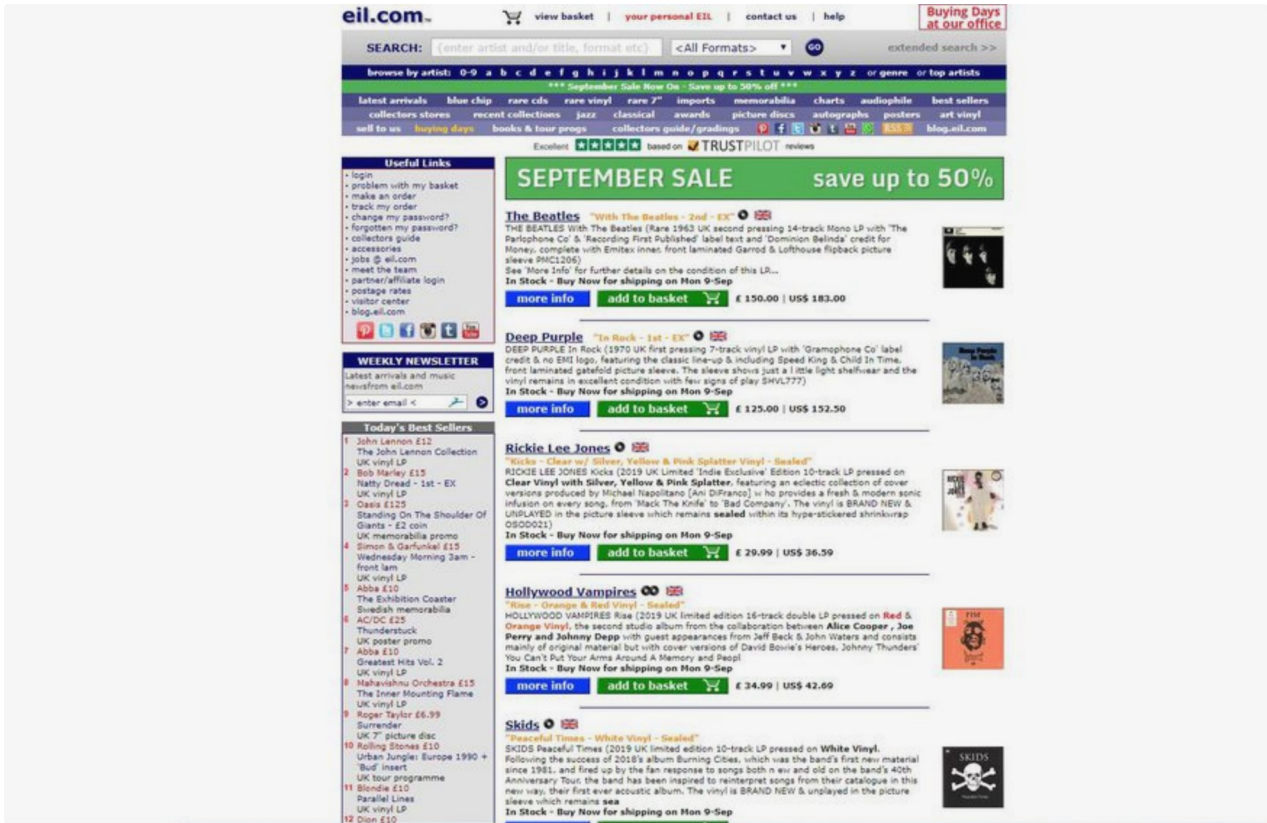 eil.com™
view basket | your personal EIL | contact us | help
Buying Days
at our office
SEARCH: (enter artist and/or title, format etc) <All Formats> GO extended search >>
browse by artist: 0-9 a b c d e f g h i j k l m n o p q r s t u v w x y z or genre or top artists
*** September Sale Now On - Save up to 50% off ***
latest arrivals blue chip rare cds rare vinyl rare 7" imports memorabilia charts audiophile best sellers
collectors stores recent collections jazz classical awards picture discs autographs posters art vinyl
sell to us buying days books & tour progs collectors guide/gradings RSS blog.eil.com
Excellent based on TRUSTPILOT reviews
Useful Links
· login
· problem with my basket
· make an order
· track my order
· change my password?
· forgotten my password?
· collectors guide
· accessories
· jobs @ eil.com
· meet the team
· partner/affiliate login
· postage rates
· visitor center
· blog.eil.com
WEEKLY NEWSLETTER
Latest arrivals and music
newsfrom eil.com
> enter email <
Today's Best Sellers
1 John Lennon £12
The John Lennon Collection
UK vinyl LP
2 Bob Marley £15
Natty Dread - 1st - EX
UK vinyl LP
3 Oasis £125
Standing On The Shoulder Of
Giants - £2 coin
UK memorabilia promo
4 Simon & Garfunkel £15
Wednesday Morning 3am -
front lam
UK vinyl LP
5 Abba £10
The Exhibition Coaster
Swedish memorabilia
6 AC/DC £25
Thunderstuck
UK poster promo
7 Abba £10
Greatest Hits Vol. 2
UK vinyl LP
8 Mahavishnu Orchestra £15
The Inner Mounting Flame
UK vinyl LP
9 Roger Taylor £6.99
Surrender
UK 7" picture disc
10 Rolling Stones £10
Urban Jungle: Europe 1990 +
'Bud' insert
UK tour programme
11 Blondie £10
Parallel Lines
UK vinyl LP
12 Dion £10
SEPTEMBER SALE save up to 50%
The Beatles "With The Beatles - 2nd - EX"
THE BEATLES With The Beatles (Rare 1963 UK second pressing 14-track Mono LP with 'The
Parlophone Co' & 'Recording First Published' label text and 'Dominion Belinda' credit for
Money, complete with Emitex inner, front laminated Garrod & Lofthouse flipback picture
sleeve PMC1206)
See 'More Info' for further details on the condition of this LP...
In Stock - Buy Now for shipping on Mon 9-Sep
more info add to basket £ 150.00 | US$ 183.00
Deep Purple "In Rock - 1st - EX"
DEEP PURPLE In Rock (1970 UK first pressing 7-track vinyl LP with 'Gramophone Co' label
credit & no EMI logo, featuring the classic line-up & including Speed King & Child In Time,
front laminated gatefold picture sleeve. The sleeve shows just a l ittle light shelfwear and the
vinyl remains in excellent condition with few signs of play SHVL777)
In Stock - Buy Now for shipping on Mon 9-Sep
more info add to basket £ 125.00 | US$ 152.50
Deep Purple
In Rock
Rickie Lee Jones
"Kicks - Clear w/ Silver, Yellow & Pink Splatter Vinyl - Sealed"
RICKIE LEE JONES Kicks (2019 UK Limited 'Indie Exclusive' Edition 10-track LP pressed on
Clear Vinyl with Silver, Yellow & Pink Splatter, featuring an eclectic collection of cover
versions produced by Michael Napolitano [Ani DiFranco] w ho provides a fresh & modern sonic
infusion on every song, from 'Mack The Knife' to 'Bad Company'. The vinyl is BRAND NEW &
UNPLAYED in the picture sleeve which remains sealed within its hype-stickered shrinkwrap
OSOD021)
In Stock - Buy Now for shipping on Mon 9-Sep
more info add to basket £ 29.99 | US$ 36.59
RICKIE
LEE
JONES
Hollywood Vampires
"Rise - Orange & Red Vinyl - Sealed"
HOLLYWOOD VAMPIRES Rise (2019 UK limited edition 16-track double LP pressed on Red &
Orange Vinyl, the second studio album from the collaboration between Alice Cooper , Joe
Perry and Johnny Depp with guest appearances from Jeff Beck & John Waters and consists
mainly of original material but with cover versions of David Bowie's Heroes, Johnny Thunders'
You Can't Put Your Arms Around A Memory and Peopl
In Stock - Buy Now for shipping on Mon 9-Sep
more info add to basket £ 34.99 | US$ 42.69
RISE
Skids
"Peaceful Times - White Vinyl - Sealed"
SKIDS Peaceful Times (2019 UK limited edition 10-track LP pressed on White Vinyl.
Following the success of 2018's album Burning Cities, which was the band's first new material
since 1981, and fired up by the fan response to songs both n ew and old on the band's 40th
Anniversary Tour, the band has been inspired to reinterpret songs from their catalogue in this
new way, their first ever acoustic album. The vinyl is BRAND NEW & unplayed in the picture
sleeve which remains sea
In Stock - Buy Now for shipping on Mon 9-Sep
SKIDS